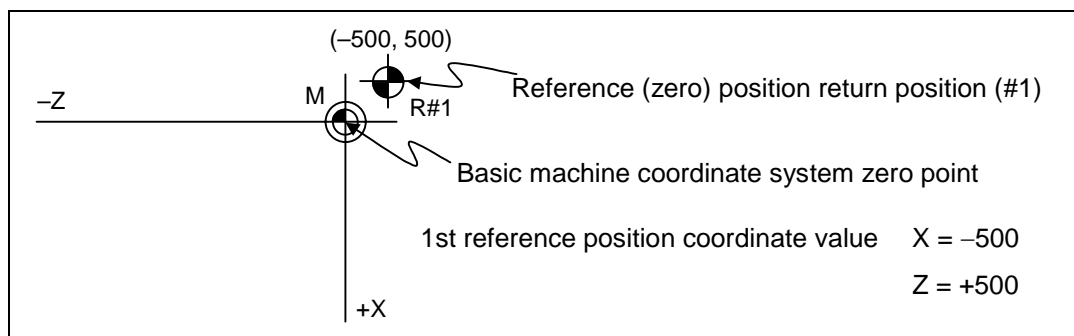 (–500, 500)
Reference (zero) position return position (#1)
–Z
M
R#1
Basic machine coordinate system zero point
1st reference position coordinate value X = −500
Z = +500
+X